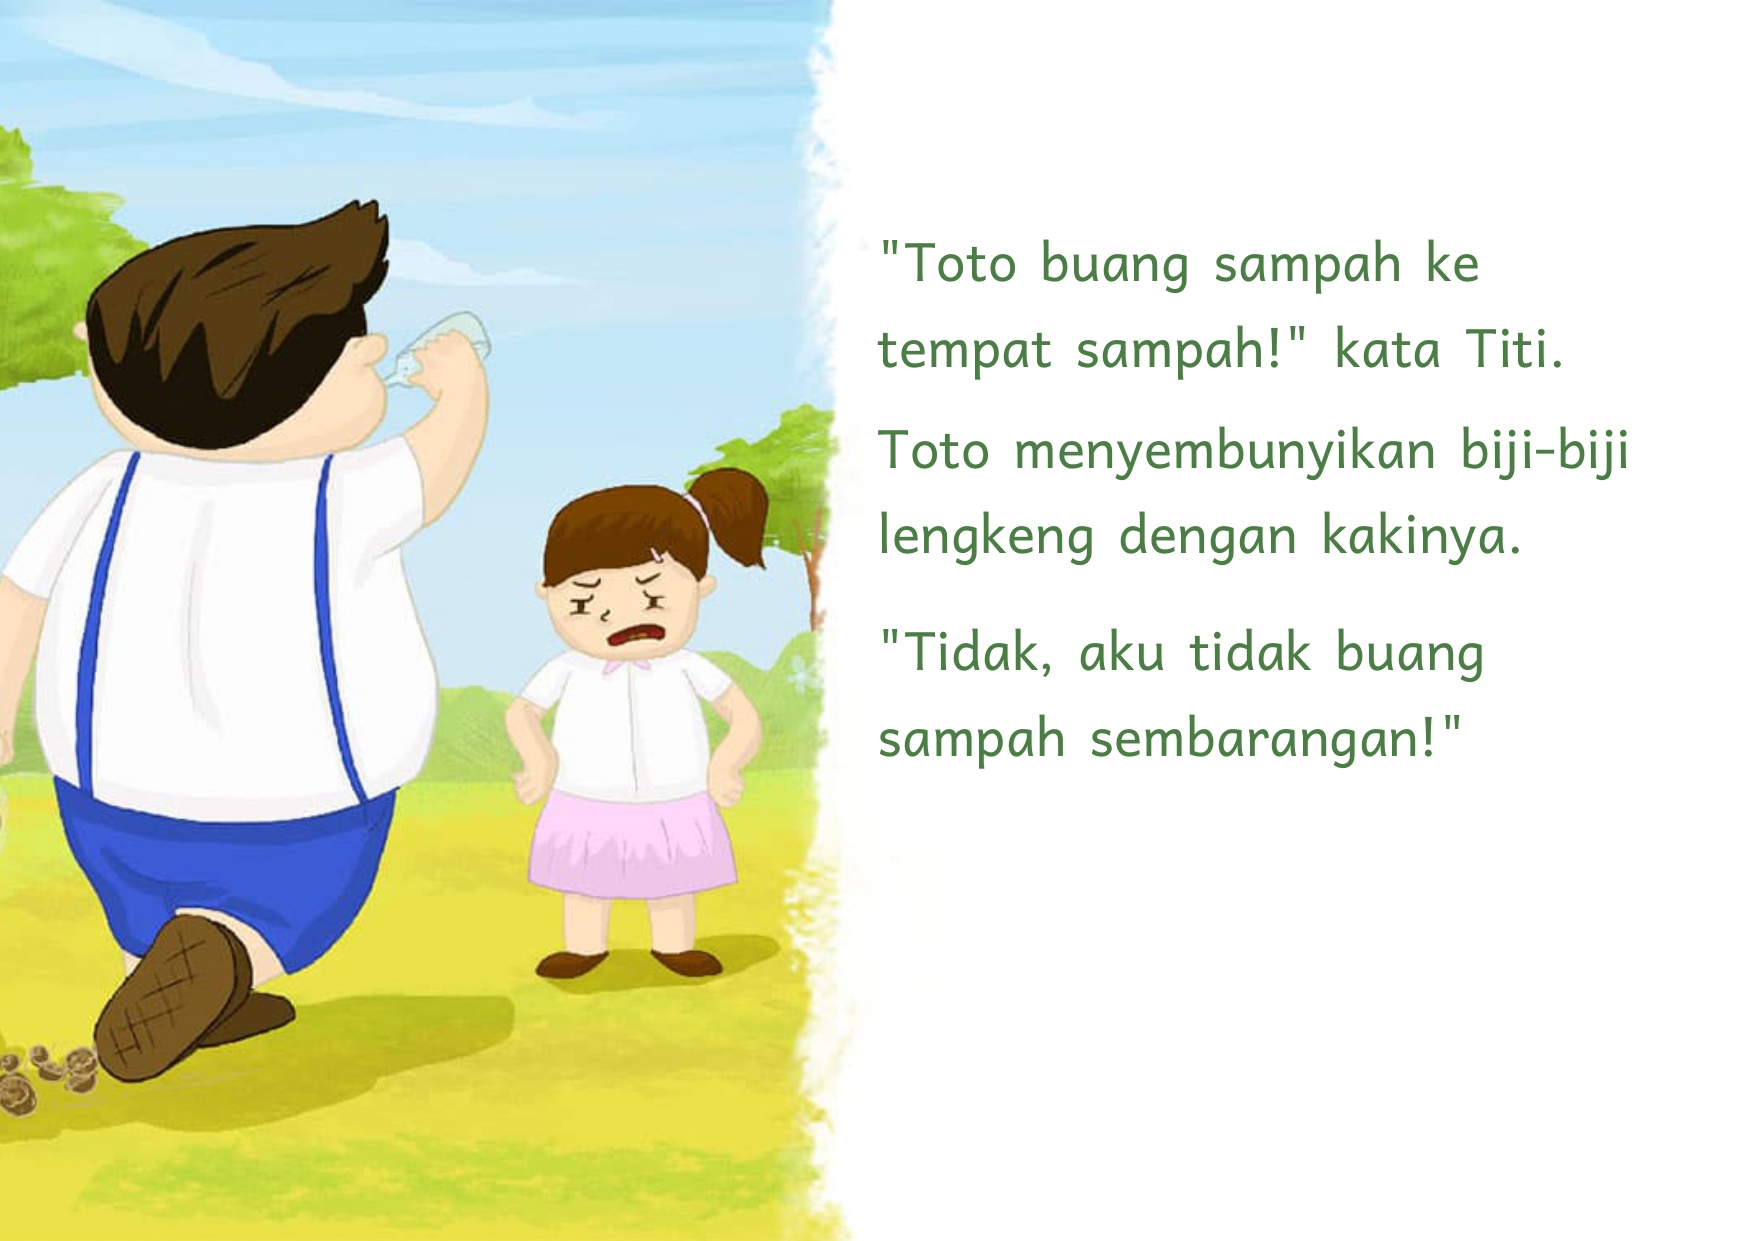 "Toto buang sampah ke
tempat sampah!" kata Titi.
Toto menyembunyikan biji-biji
lengkeng dengan kakinya.
"Tidak, aku tidak buang
sampah sembarangan!"